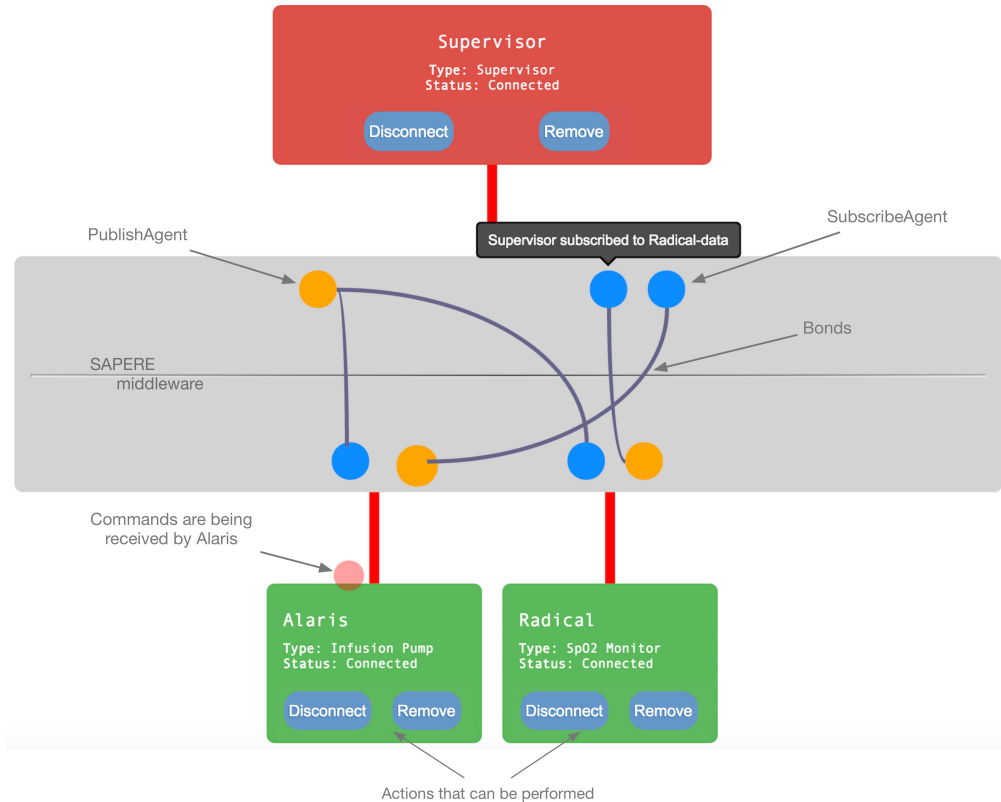 Supervisor
Type: Supervisor
Status: Connected
Disconnect
Remove
PublishAgent
Supervisor subscribed to Radical-data
SubscribeAgent
Bonds
SAPERE
middleware
Commands are being
received by Alaris
Alaris
Type: Infusion Pump
Status: Connected
Disconnect
Remove
Radical
Type: SpO2 Monitor
Status: Connected
Disconnect
Remove
Actions that can be performed